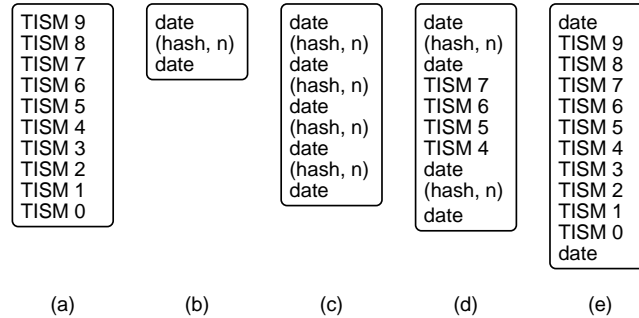 TISM 9
TISM 8
TISM 7
TISM 6
TISM 5
TISM 4
TISM 3
TISM 2
TISM 1
TISM 0
(a)
date
(hash, n)
date
(b)
date
(hash, n)
date
(hash, n)
date
(hash, n)
date
(hash, n)
date
(c)
date
(hash, n)
date
TISM 7
TISM 6
TISM 5
TISM 4
date
(hash, n)
date
(d)
date
TISM 9
TISM 8
TISM 7
TISM 6
TISM 5
TISM 4
TISM 3
TISM 2
TISM 1
TISM 0
date
(e)